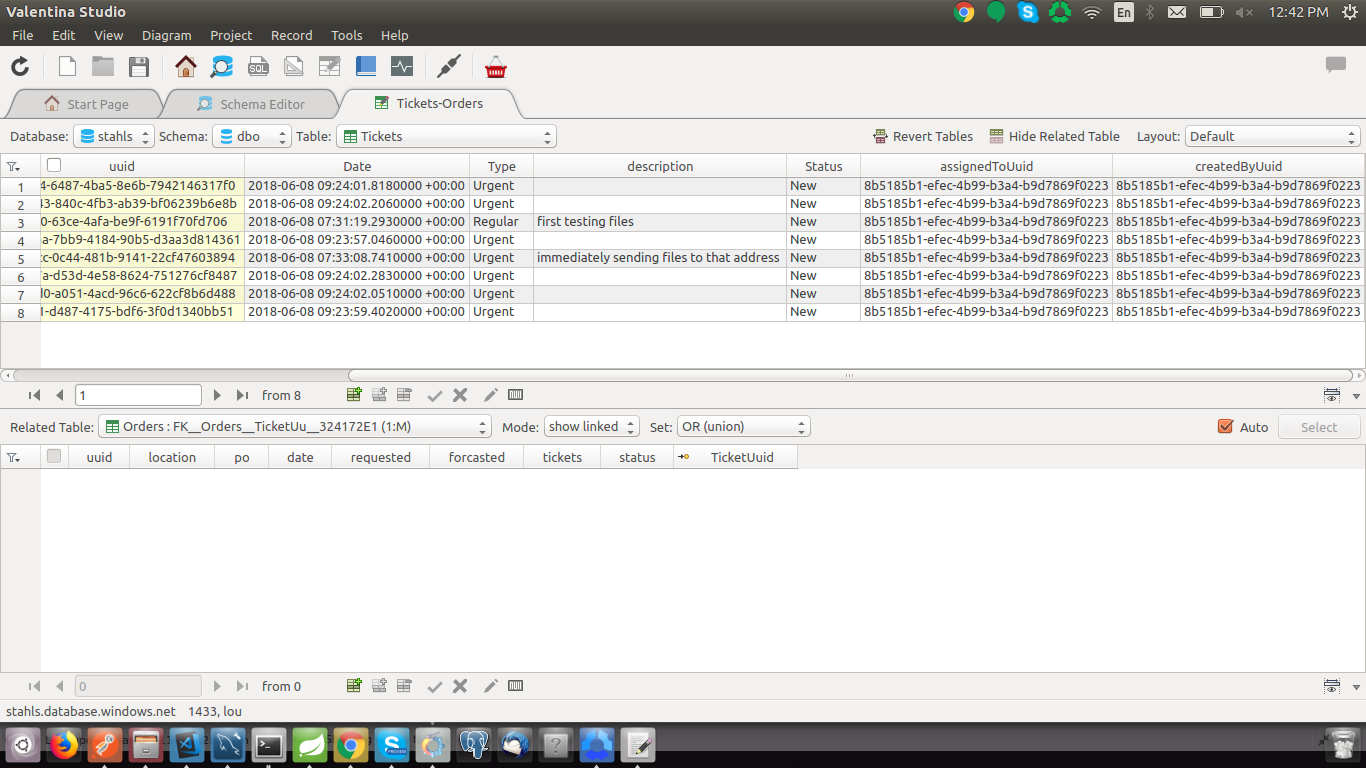 Valentina Studio En 12:42 PM
File Edit View Diagram Project Record Tools Help
SQL
Start Page Schema Editor Tickets-Orders
Database: stahls Schema: dbo Table: Tickets Revert Tables Hide Related Table Layout: Default
uuid Date Type description Status assignedToUuid createdByUuid
1 4-6487-4ba5-8e6b-7942146317f0 2018-06-08 09:24:01.8180000 +00:00 Urgent New 8b5185b1-efec-4b99-b3a4-b9d7869f0223 8b5185b1-efec-4b99-b3a4-b9d7869f0223
2 43-840c-4fb3-ab39-bf06239b6e8b 2018-06-08 09:24:02.2060000 +00:00 Urgent New 8b5185b1-efec-4b99-b3a4-b9d7869f0223 8b5185b1-efec-4b99-b3a4-b9d7869f0223
3 0-63ce-4afa-be9f-6191f70fd706 2018-06-08 07:31:19.2930000 +00:00 Regular first testing files New 8b5185b1-efec-4b99-b3a4-b9d7869f0223 8b5185b1-efec-4b99-b3a4-b9d7869f0223
4 a-7bb9-4184-90b5-d3aa3d814361 2018-06-08 09:23:57.0460000 +00:00 Urgent New 8b5185b1-efec-4b99-b3a4-b9d7869f0223 8b5185b1-efec-4b99-b3a4-b9d7869f0223
5 c-0c44-481b-9141-22cf47603894 2018-06-08 07:33:08.7410000 +00:00 Urgent immediately sending files to that address New 8b5185b1-efec-4b99-b3a4-b9d7869f0223 8b5185b1-efec-4b99-b3a4-b9d7869f0223
6 a-d53d-4e58-8624-751276cf8487 2018-06-08 09:24:02.2830000 +00:00 Urgent New 8b5185b1-efec-4b99-b3a4-b9d7869f0223 8b5185b1-efec-4b99-b3a4-b9d7869f0223
7 d0-a051-4acd-96c6-622cf8b6d488 2018-06-08 09:24:02.0510000 +00:00 Urgent New 8b5185b1-efec-4b99-b3a4-b9d7869f0223 8b5185b1-efec-4b99-b3a4-b9d7869f0223
8 1-d487-4175-bdf6-3f0d1340bb51 2018-06-08 09:23:59.4020000 +00:00 Urgent New 8b5185b1-efec-4b99-b3a4-b9d7869f0223 8b5185b1-efec-4b99-b3a4-b9d7869f0223
1 from 8
Related Table: Orders : FK__Orders__TicketUu__324172E1 (1:M) Mode: show linked Set: OR (union) Auto Select
uuid location po date requested forcasted tickets status TicketUuid
0 from 0
stahls.database.windows.net 1433, lou